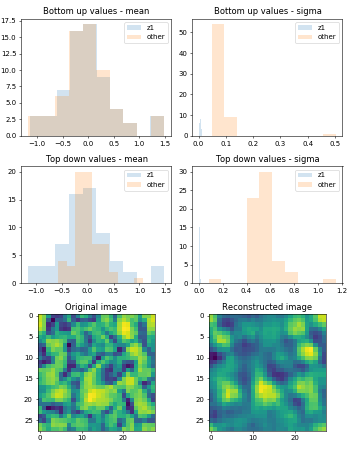 Bottom up values - mean
17.5
15.0
12.5
10.0
7.5
5.0
2.5
0.0
z1
other
−1.0 −0.5 0.0 0.5 1.0 1.5
Bottom up values - sigma
50
40
30
20
10
0
z1
other
0.0 0.1 0.2 0.3 0.4 0.5
Top down values - mean
20
15
10
5
0
z1
other
−1.0 −0.5 0.0 0.5 1.0 1.5
Top down values - sigma
30
25
20
15
10
5
0
z1
other
0.0 0.2 0.4 0.6 0.8 1.0 1.2
Original image
0
5
10
15
20
25
0 10 20
Reconstructed image
0
5
10
15
20
25
0 10 20